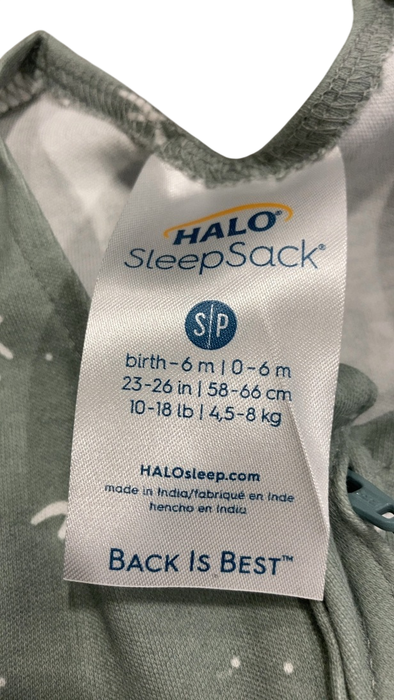 HALO®
SleepSack®
S|P
birth-6 m | 0-6 m
23-26 in | 58-66 cm
10-18 lb | 4,5-8 kg
HALOsleep.com
made in India/fabriqué en Inde
hencho en India
BACK IS BEST™